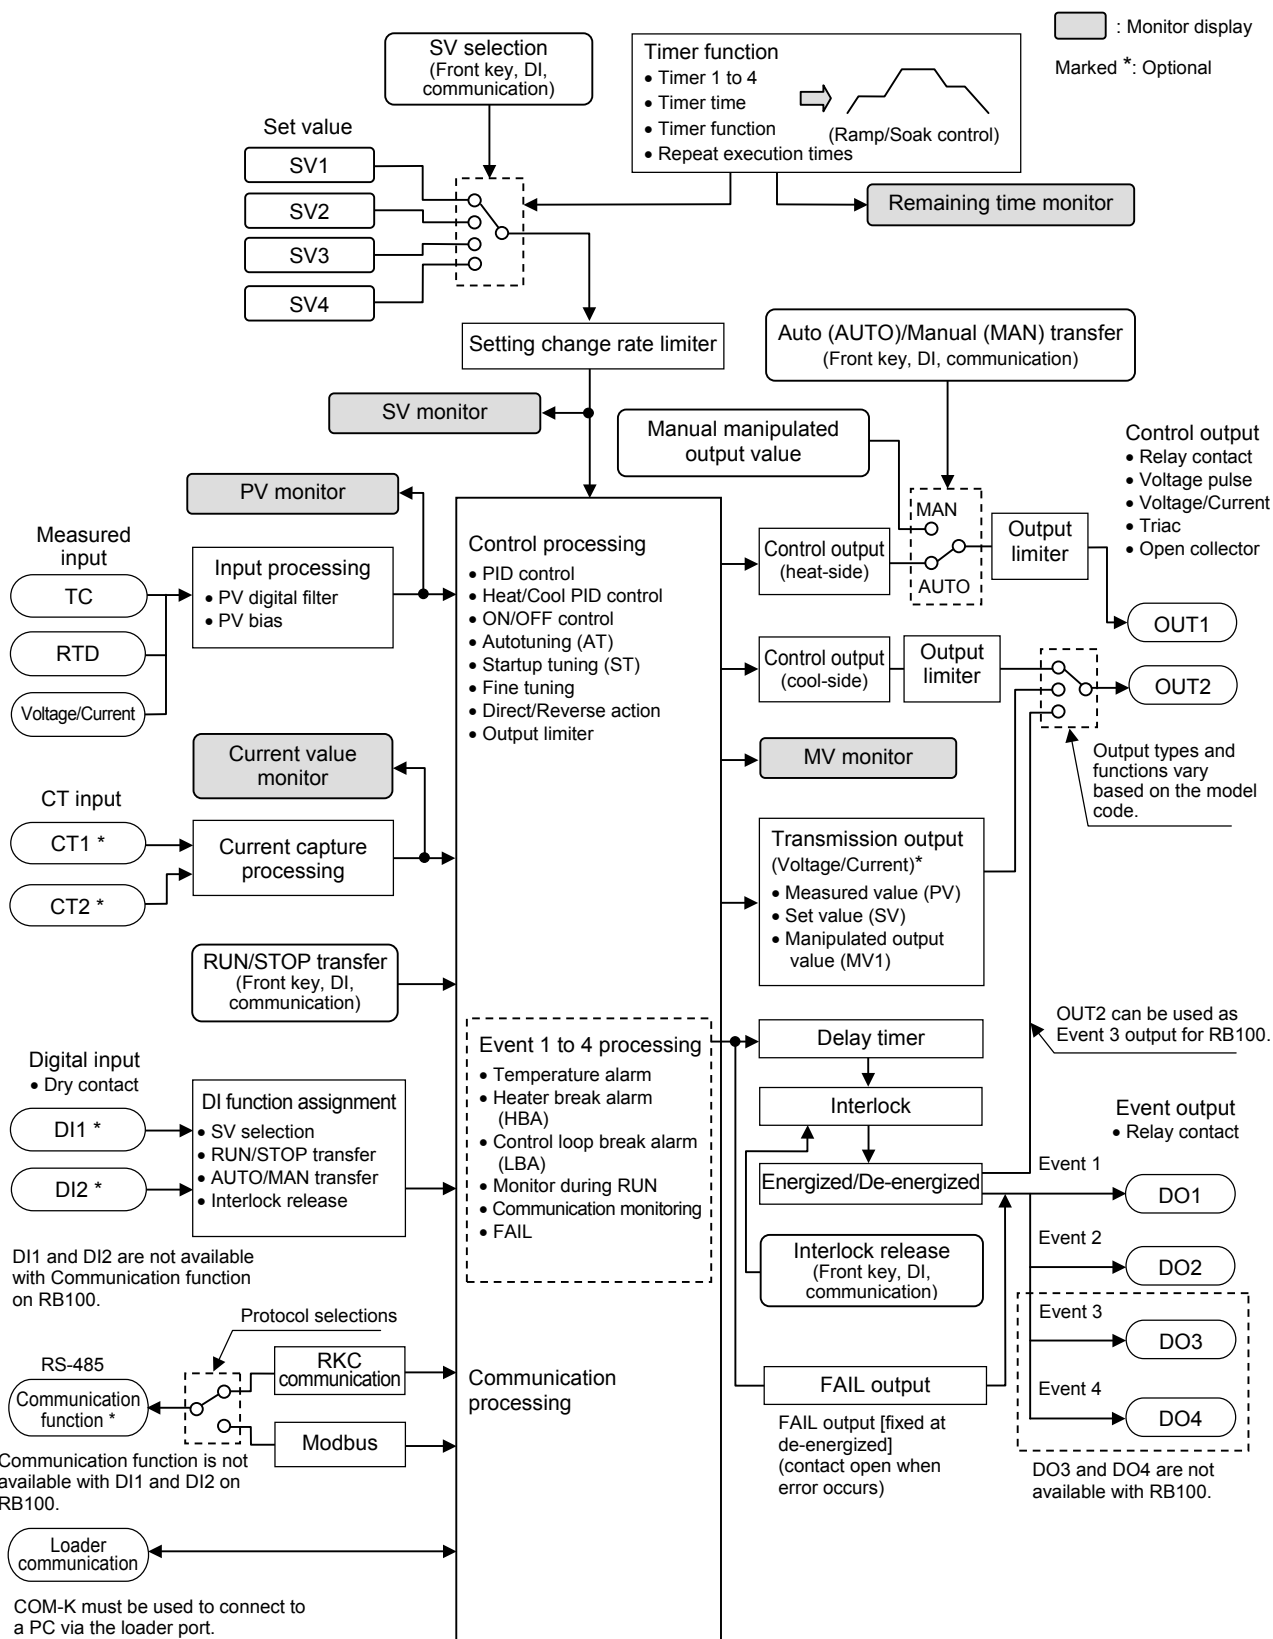 : Monitor display
Marked *: Optional
SV selection
(Front key, DI,
communication)
Timer function
• Timer 1 to 4
• Timer time
• Timer function
• Repeat execution times
(Ramp/Soak control)
Set value
SV1
SV2
SV3
SV4
Remaining time monitor
Setting change rate limiter
Auto (AUTO)/Manual (MAN) transfer
(Front key, DI, communication)
SV monitor
Manual manipulated
output value
Control output
• Relay contact
• Voltage pulse
• Voltage/Current
• Triac
• Open collector
PV monitor
Measured
input
TC
RTD
Voltage/Current
Input processing
• PV digital filter
• PV bias
Control processing
• PID control
• Heat/Cool PID control
• ON/OFF control
• Autotuning (AT)
• Startup tuning (ST)
• Fine tuning
• Direct/Reverse action
• Output limiter
Control output
(heat-side)
MAN
AUTO
Output
limiter
OUT1
Control output
(cool-side)
Output
limiter
OUT2
Output types and
functions vary
based on the model
code.
Current value
monitor
MV monitor
CT input
CT1 *
CT2 *
Current capture
processing
Transmission output
(Voltage/Current)*
• Measured value (PV)
• Set value (SV)
• Manipulated output
value (MV1)
RUN/STOP transfer
(Front key, DI,
communication)
OUT2 can be used as
Event 3 output for RB100.
Digital input
• Dry contact
DI1 *
DI2 *
DI function assignment
• SV selection
• RUN/STOP transfer
• AUTO/MAN transfer
• Interlock release
Event 1 to 4 processing
• Temperature alarm
• Heater break alarm
(HBA)
• Control loop break alarm
(LBA)
• Monitor during RUN
• Communication monitoring
• FAIL
Delay timer
Interlock
Energized/De-energized
Interlock release
(Front key, DI,
communication)
Event output
• Relay contact
Event 1
DO1
Event 2
DO2
Event 3
DO3
Event 4
DO4
DO3 and DO4 are not
available with RB100.
DI1 and DI2 are not available
with Communication function
on RB100.
Protocol selections
RS-485
Communication
function *
RKC
communication
Modbus
Communication
processing
FAIL output
FAIL output [fixed at
de-energized]
(contact open when
error occurs)
Communication function is not
available with DI1 and DI2 on
RB100.
Loader
communication
COM-K must be used to connect to
a PC via the loader port.